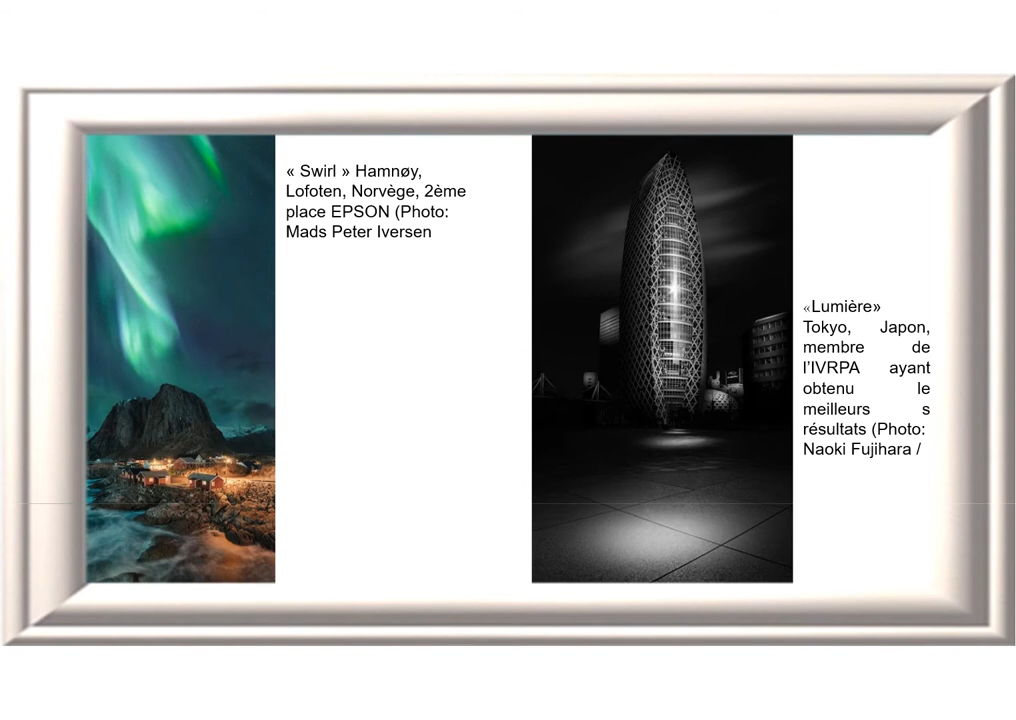 « Swirl » Hamnøy,
Lofoten, Norvège, 2ème
place EPSON (Photo:
Mads Peter Iversen
«Lumière»
Tokyo, Japon,
membre de
l’IVRPA ayant
obtenu le
meilleurs s
résultats (Photo:
Naoki Fujihara /